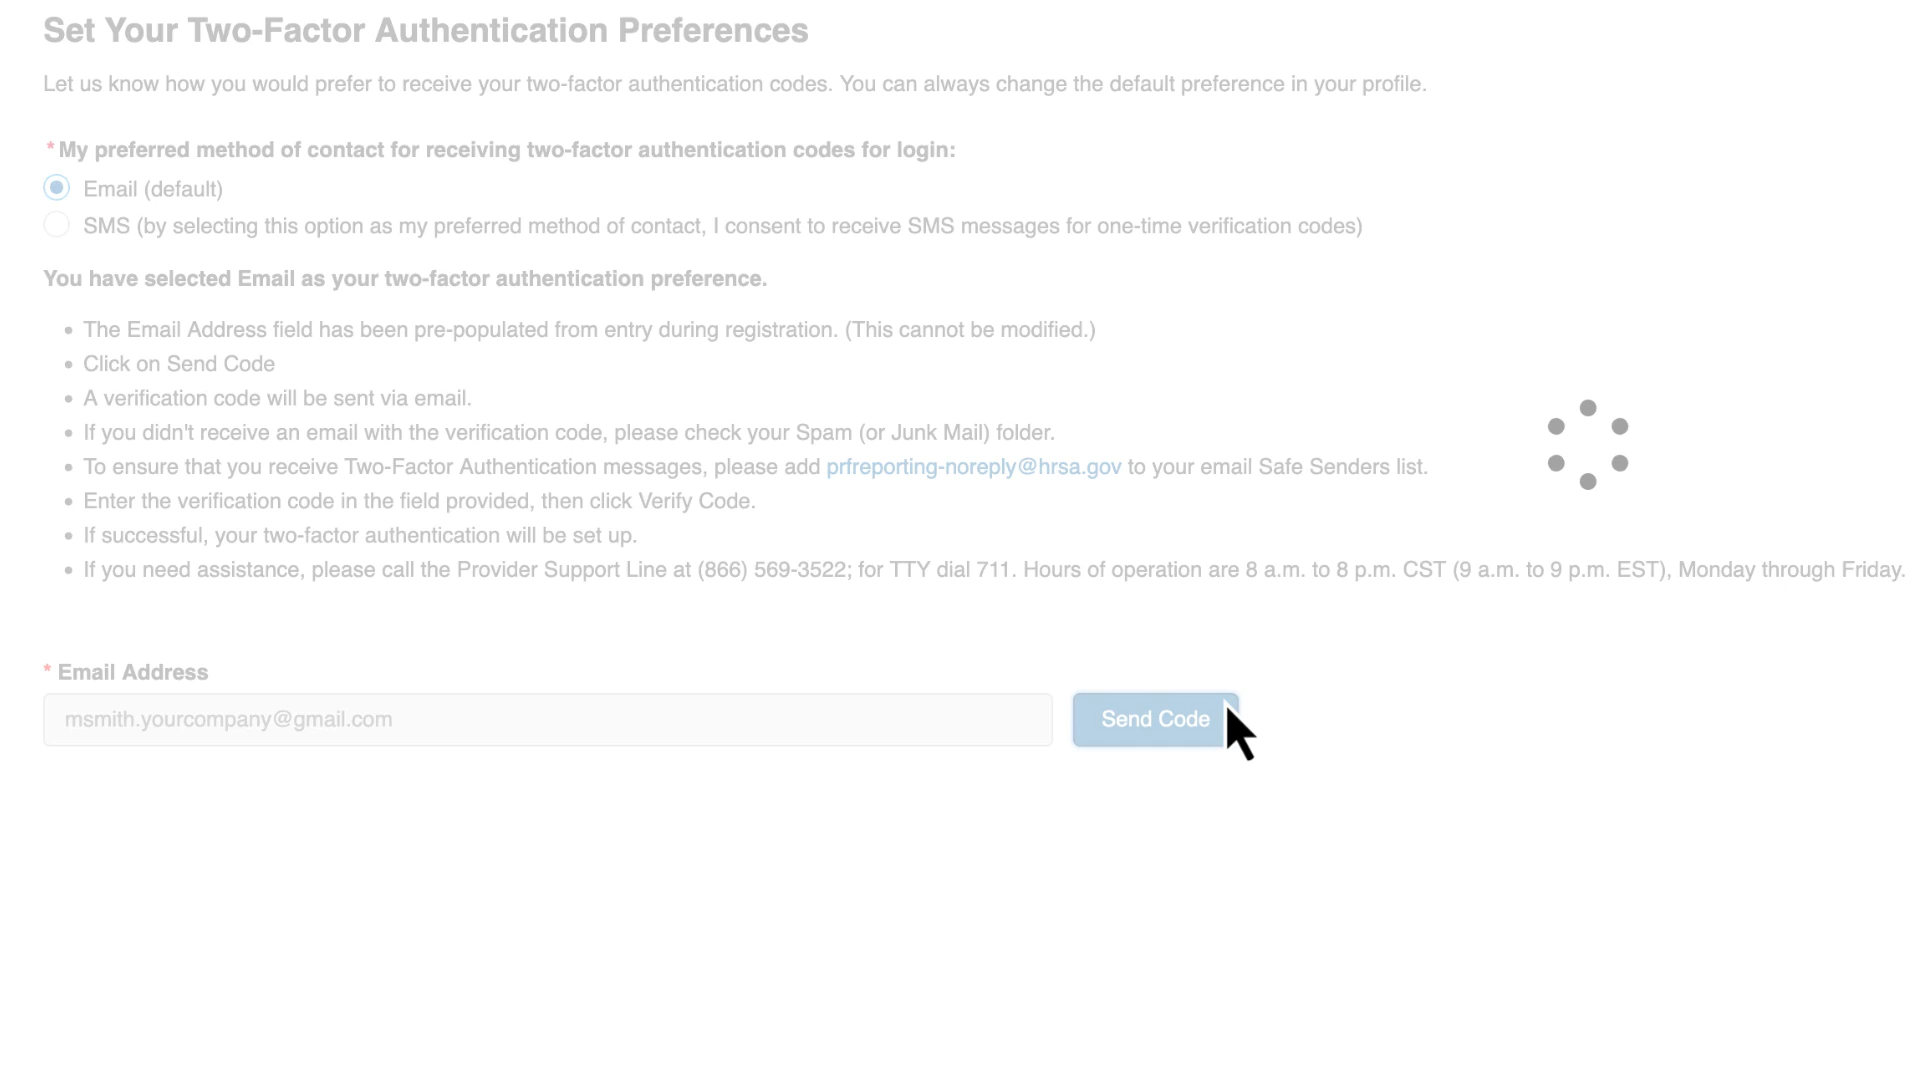 Set Your Two-Factor Authentication Preferences
Let us know how you would prefer to receive your two-factor authentication codes. You can always change the default preference in your profile.
* My preferred method of contact for receiving two-factor authentication codes for login:
Email (default)
SMS (by selecting this option as my preferred method of contact, I consent to receive SMS messages for one-time verification codes)
You have selected Email as your two-factor authentication preference.
• The Email Address field has been pre-populated from entry during registration. (This cannot be modified.)
• Click on Send Code
• A verification code will be sent via email.
• If you didn't receive an email with the verification code, please check your Spam (or Junk Mail) folder.
• To ensure that you receive Two-Factor Authentication messages, please add prfreporting-noreply@hrsa.gov to your email Safe Senders list.
• Enter the verification code in the field provided, then click Verify Code.
• If successful, your two-factor authentication will be set up.
• If you need assistance, please call the Provider Support Line at (866) 569-3522; for TTY dial 711. Hours of operation are 8 a.m. to 8 p.m. CST (9 a.m. to 9 p.m. EST), Monday through Friday.
* Email Address
msmith.yourcompany@gmail.com
Send Code